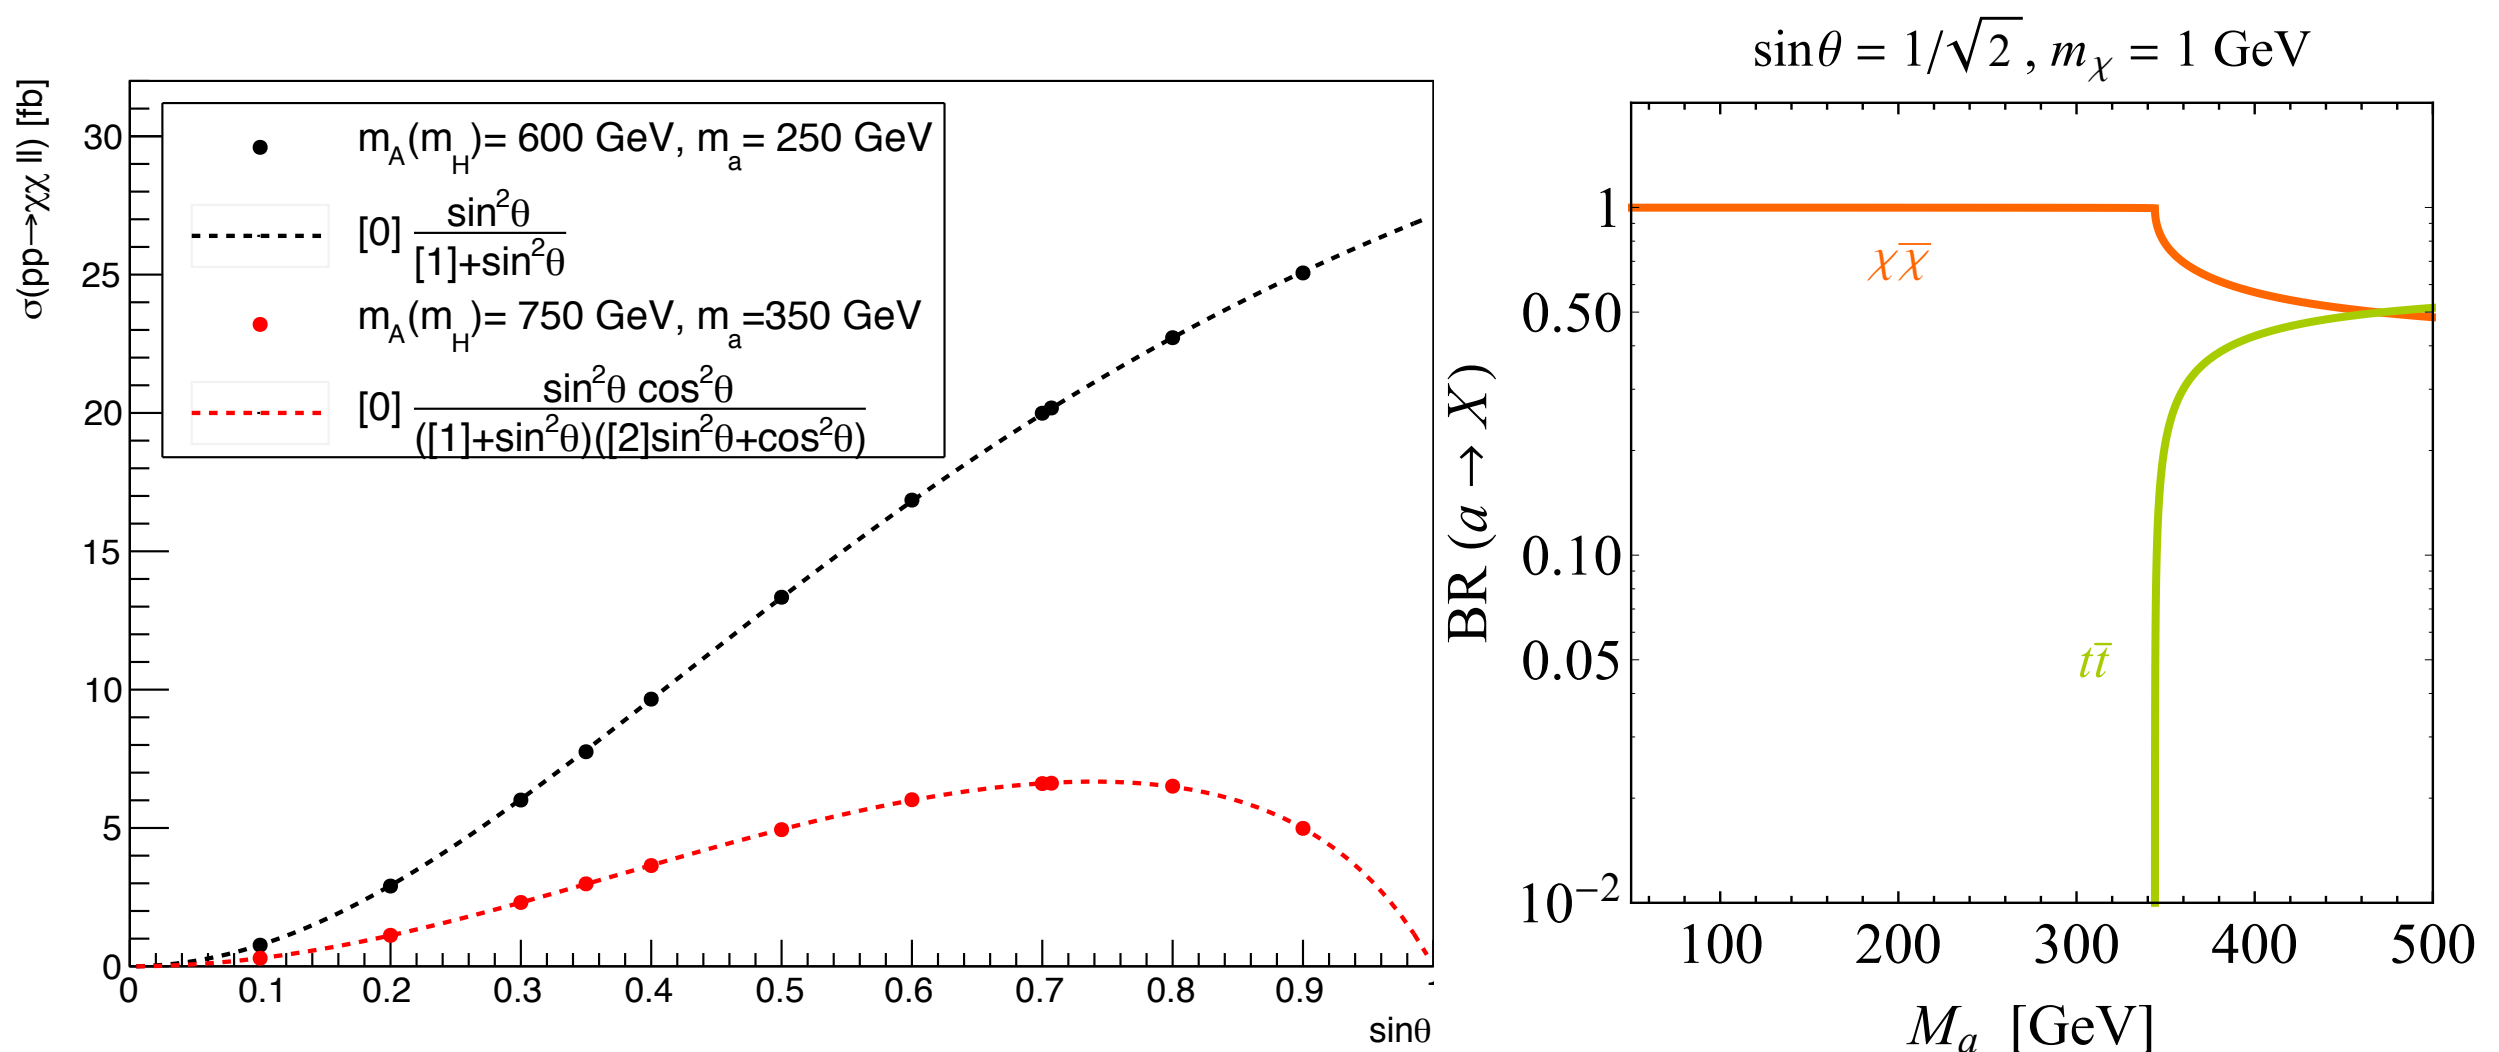 σ(pp→χχ ll) [fb]
30
25
20
15
10
5
0
m_A(m_H)= 600 GeV, m_a= 250 GeV
[0] sin²θ / [1]+sin²θ
m_A(m_H)= 750 GeV, m_a=350 GeV
[0] sin²θ cos²θ / ([1]+sin²θ)([2]sin²θ+cos²θ)
0 0.1 0.2 0.3 0.4 0.5 0.6 0.7 0.8 0.9
sinθ
sinθ = 1/√2, m_χ = 1 GeV
BR (a → X)
1
0.50
0.10
0.05
10⁻²
χχ̅
tt̅
100 200 300 400 500
M_a [GeV]